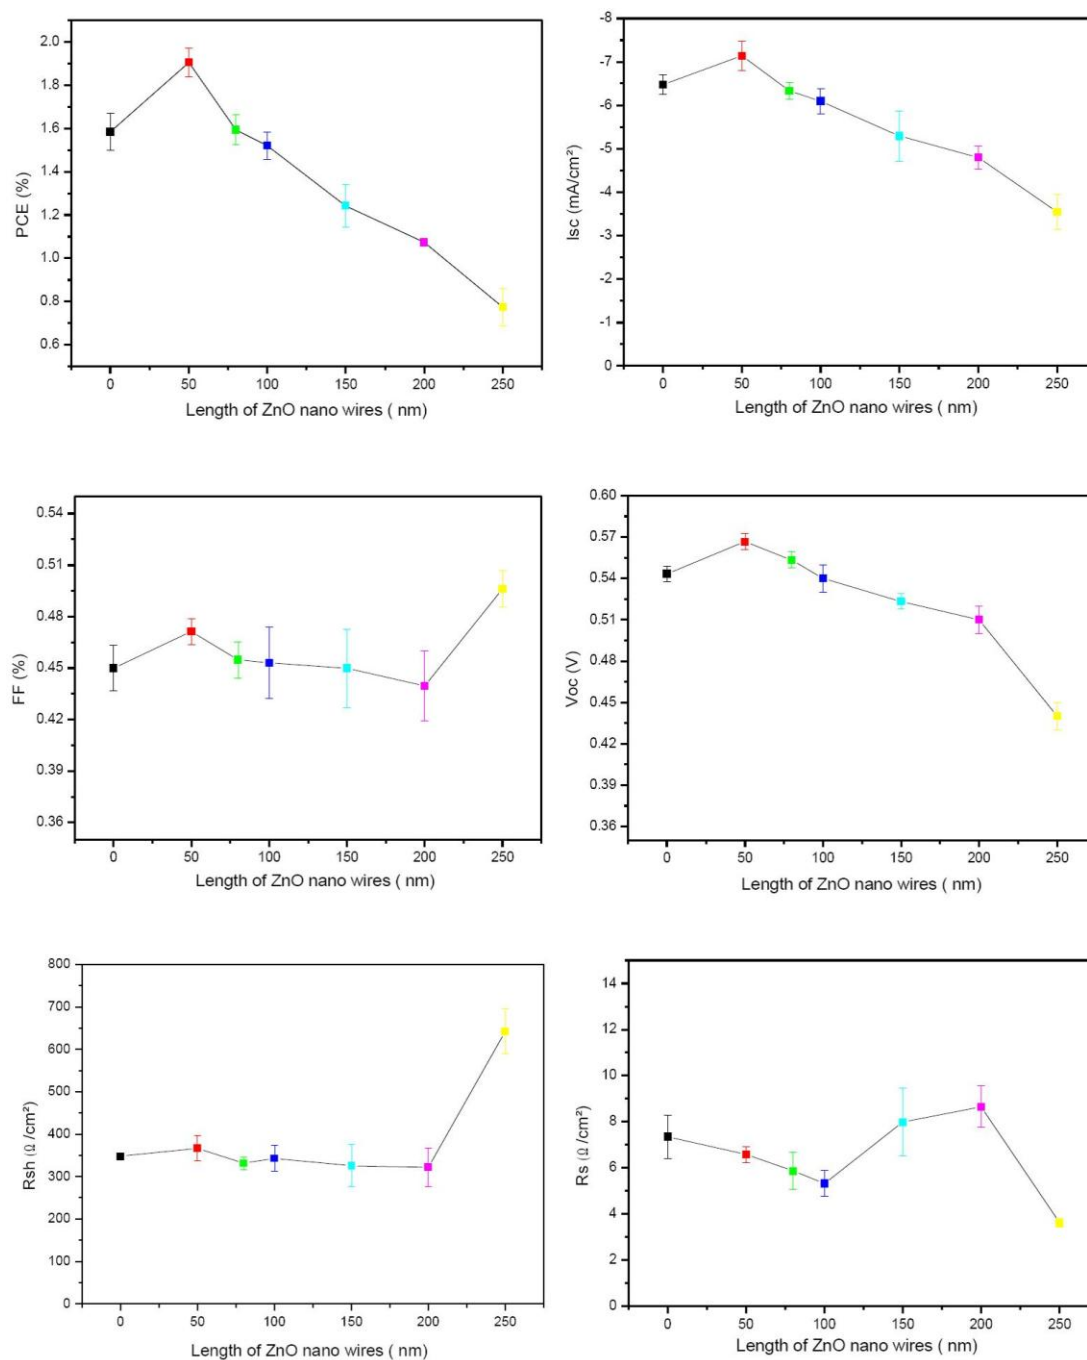 2.0
1.8
1.6
1.4
1.2
1.0
0.8
0.6
PCE (%)
0 50 100 150 200 250
Length of ZnO nano wires ( nm)
-8
-7
-6
-5
-4
-3
-2
-1
0
Isc (mA/cm²)
0 50 100 150 200 250
Length of ZnO nano wires ( nm)
0.54
0.51
0.48
0.45
0.42
0.39
0.36
FF (%)
0 50 100 150 200 250
Length of ZnO nano wires ( nm)
0.60
0.57
0.54
0.51
0.48
0.45
0.42
0.39
0.36
Voc (V)
0 50 100 150 200 250
Length of ZnO nano wires ( nm)
800
700
600
500
400
300
200
100
0
Rsh (Ω /cm²)
0 50 100 150 200 250
Length of ZnO nano wires ( nm)
14
12
10
8
6
4
2
0
Rs (Ω /cm²)
0 50 100 150 200 250
Length of ZnO nano wires ( nm)